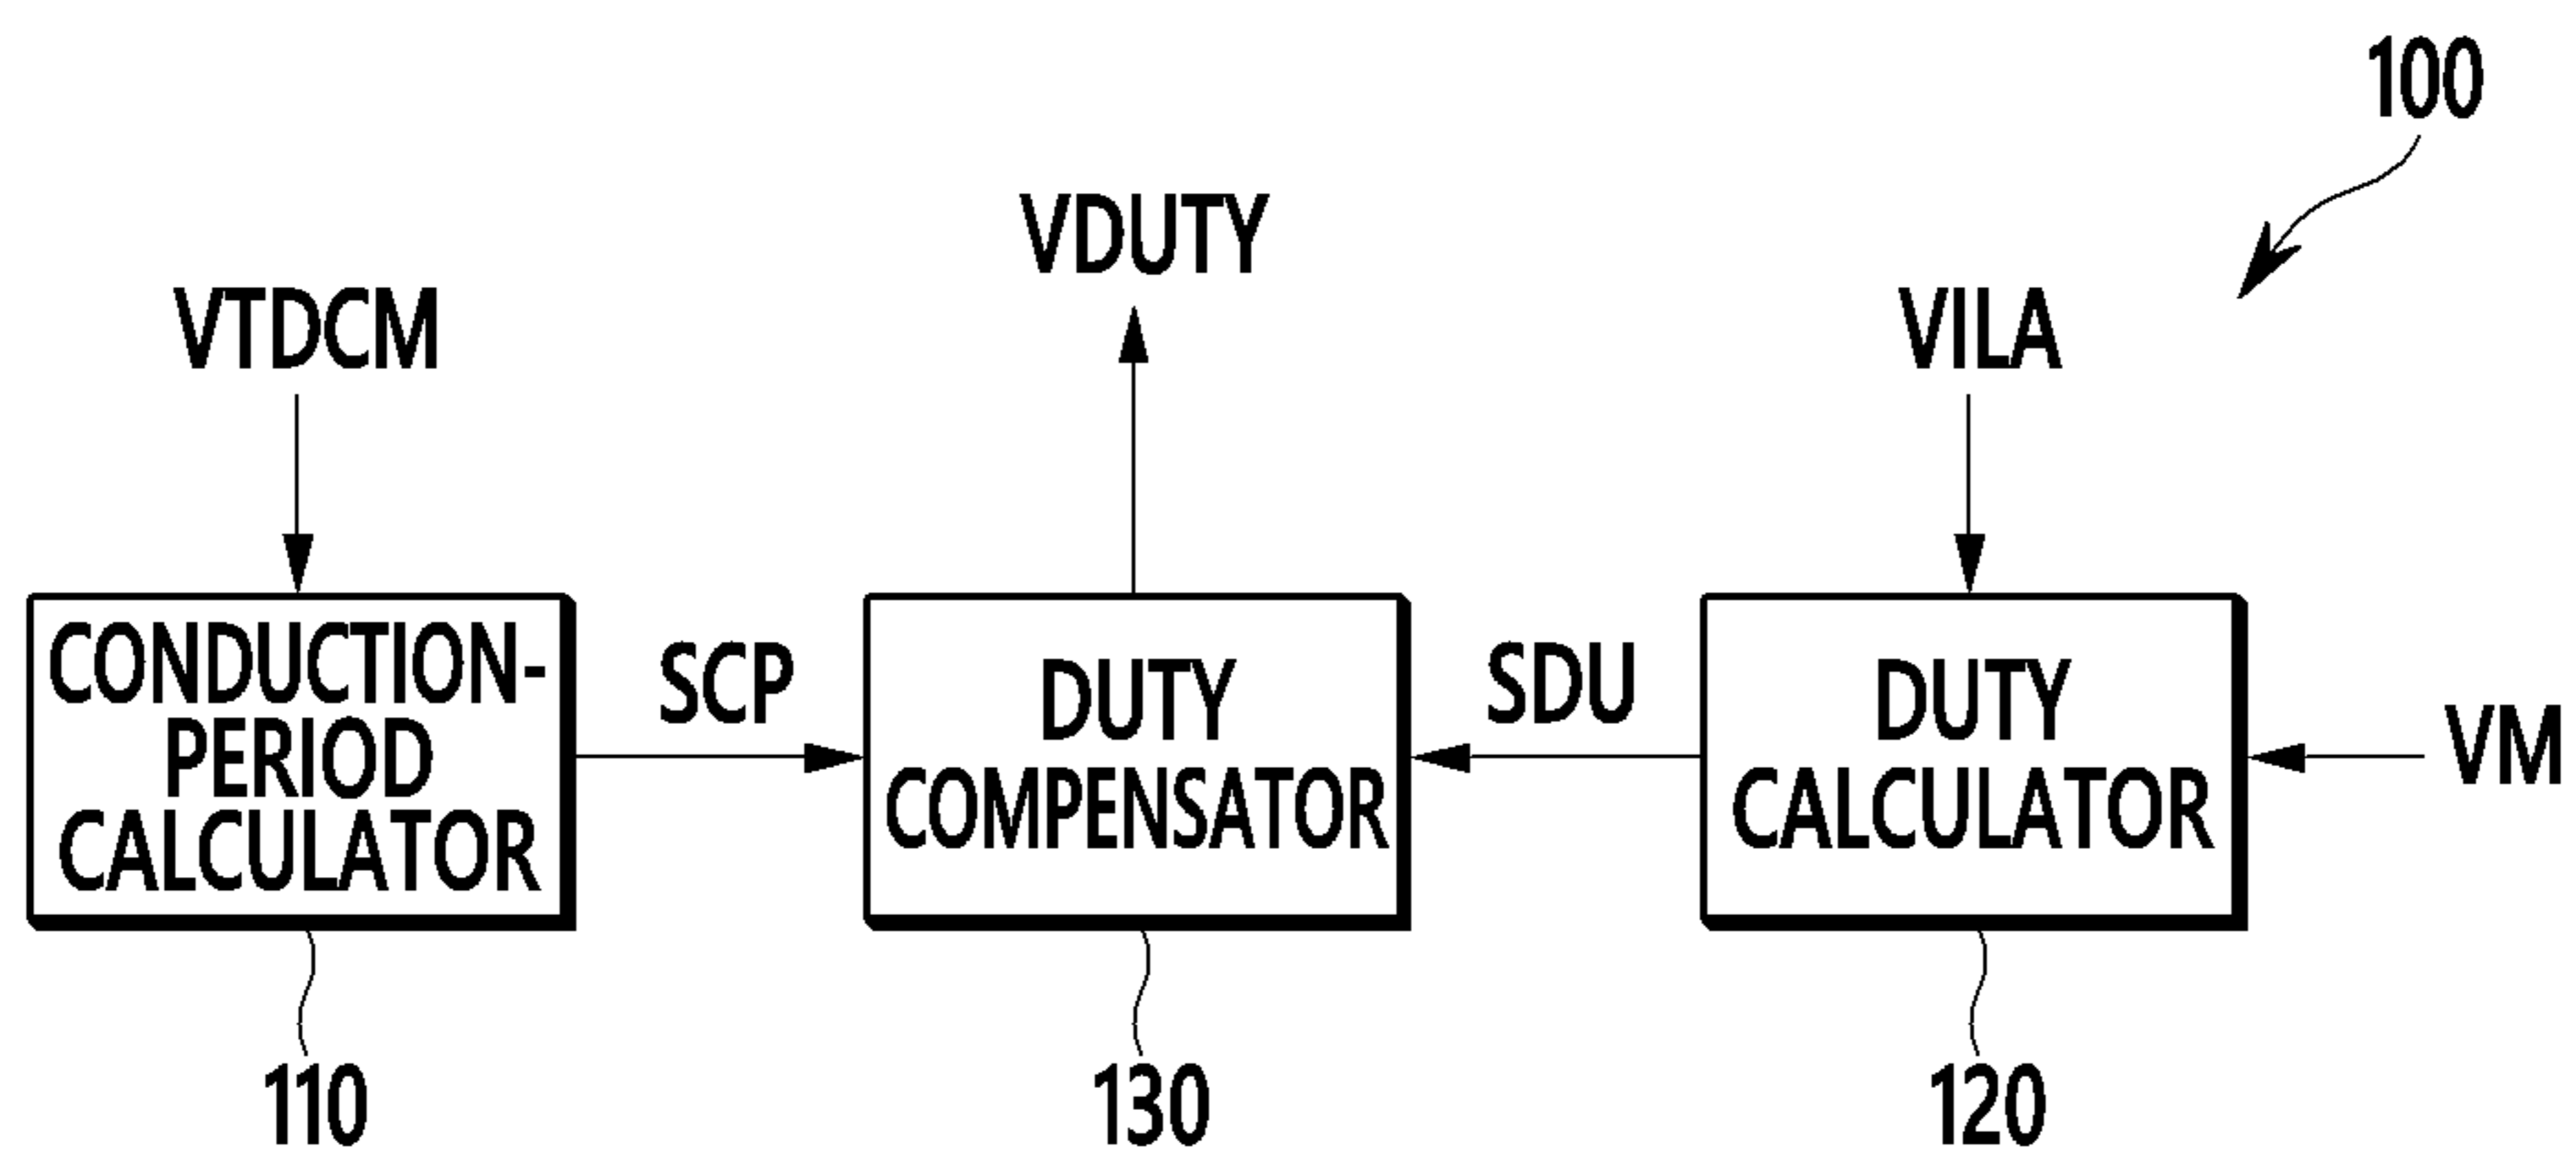 100
VDUTY
VTDCM
VILA
CONDUCTION-
PERIOD
CALCULATOR
SCP
DUTY
COMPENSATOR
SDU
DUTY
CALCULATOR
VM
110
130
120